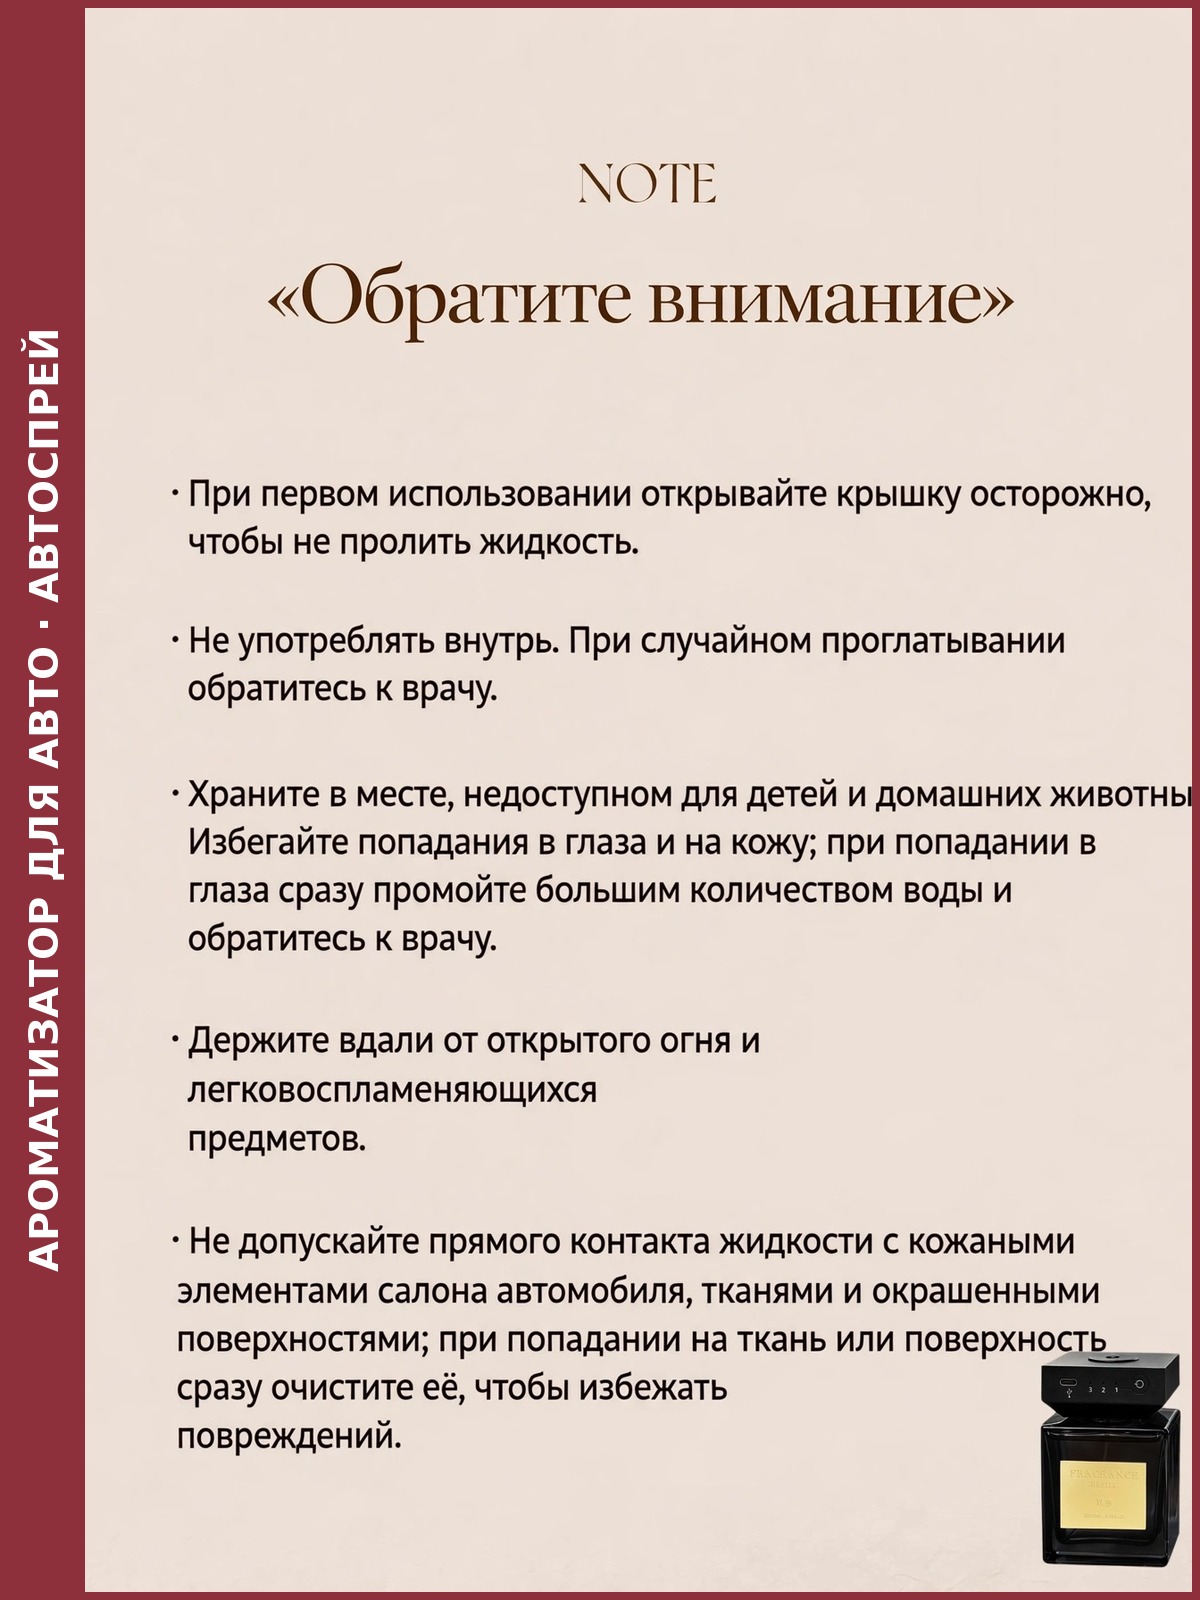 АРОМАТИЗАТОР ДЛЯ АВТО · АВТОСПРЕЙ
NOTE
«Обратите внимание»
· При первом использовании открывайте крышку осторожно,
чтобы не пролить жидкость.
· Не употреблять внутрь. При случайном проглатывании
обратитесь к врачу.
· Храните в месте, недоступном для детей и домашних животны
Избегайте попадания в глаза и на кожу; при попадании в
глаза сразу промойте большим количеством воды и
обратитесь к врачу.
· Держите вдали от открытого огня и
легковоспламеняющихся
предметов.
· Не допускайте прямого контакта жидкости с кожаными
элементами салона автомобиля, тканями и окрашенными
поверхностями; при попадании на ткань или поверхность
сразу очистите её, чтобы избежать
повреждений.
3 2 1
FRAGRANCE